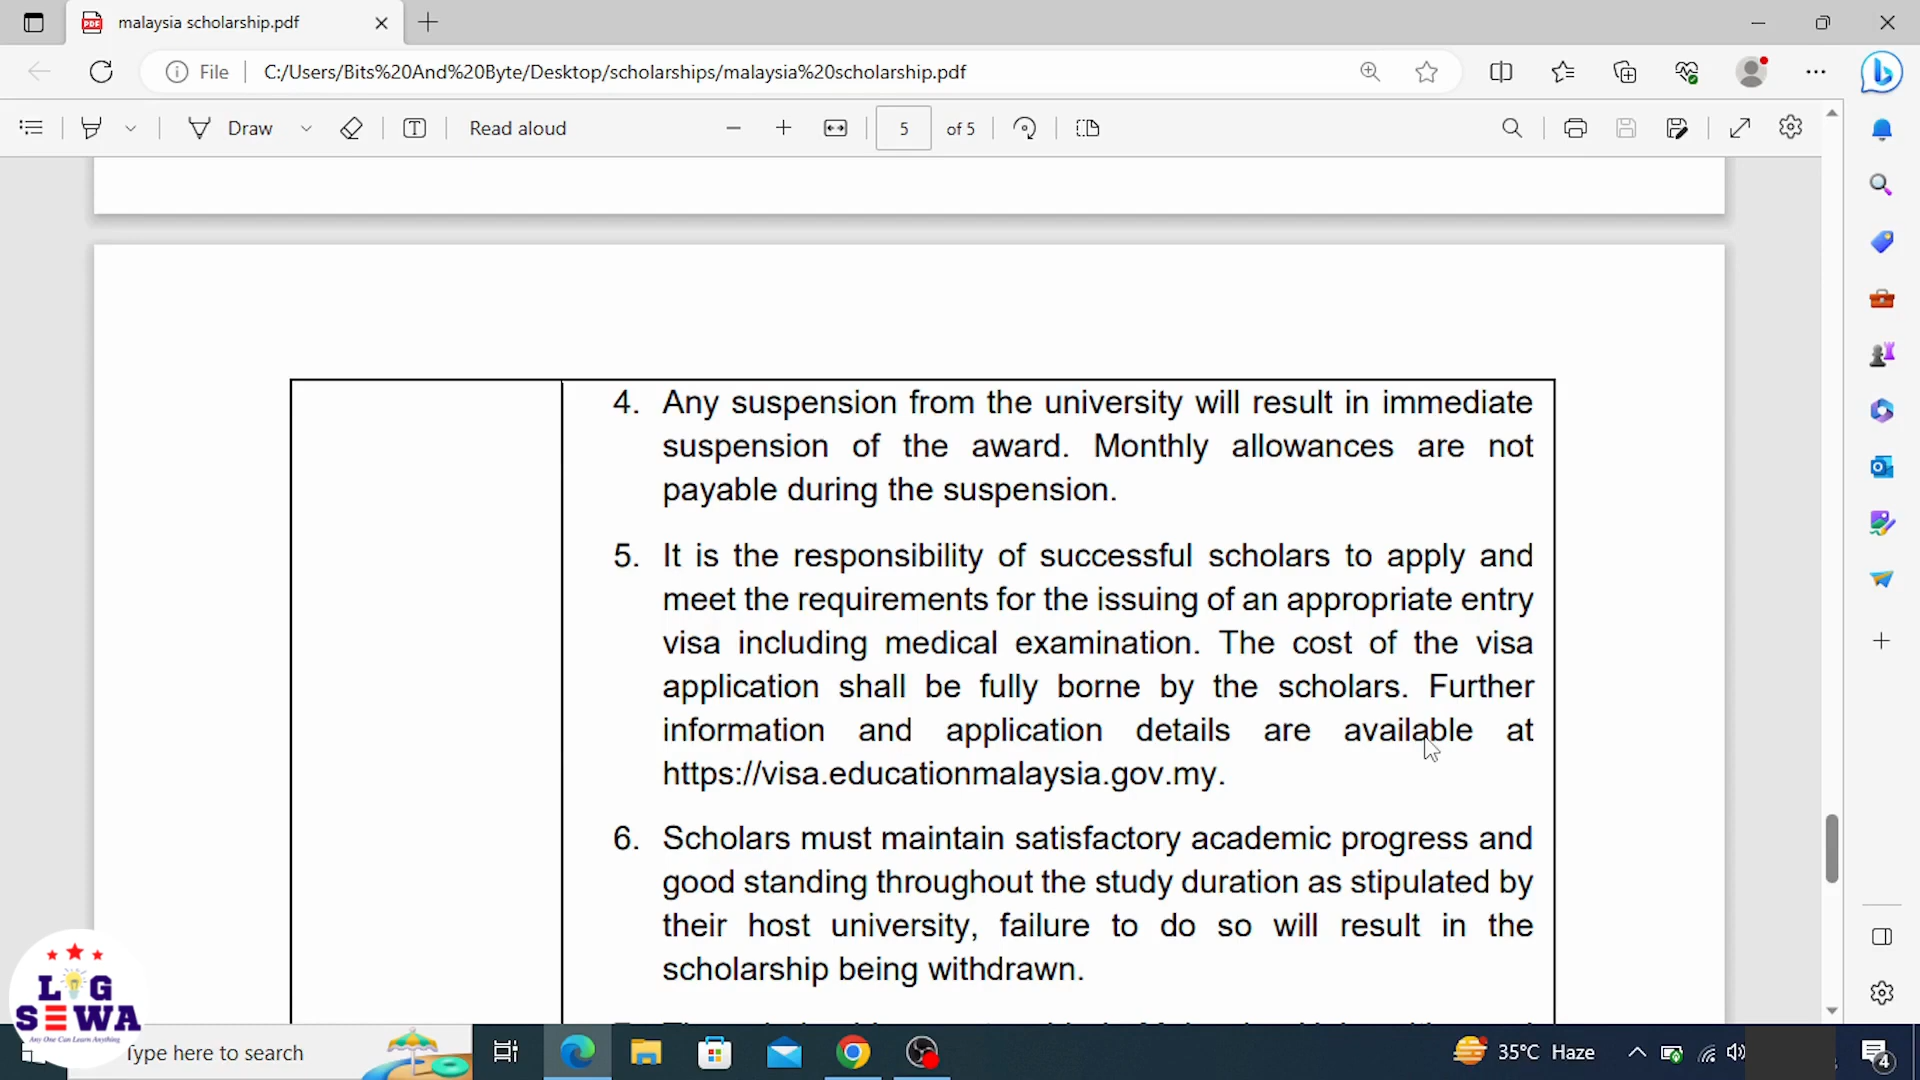 malaysia scholarship.pdf
File
C:/Users/Bits%20And%20Byte/Desktop/scholarships/malaysia%20scholarship.pdf
Draw
Read aloud
5
of 5
4. Any suspension from the university will result in immediate
suspension of the award. Monthly allowances are not
payable during the suspension.
5. It is the responsibility of successful scholars to apply and
meet the requirements for the issuing of an appropriate entry
visa including medical examination. The cost of the visa
application shall be fully borne by the scholars. Further
information and application details are available at
https://visa.educationmalaysia.gov.my.
6. Scholars must maintain satisfactory academic progress and
good standing throughout the study duration as stipulated by
their host university, failure to do so will result in the
scholarship being withdrawn.
L G
SEWA
Any One Can Learn Anything
Type here to search
35°C Haze
4